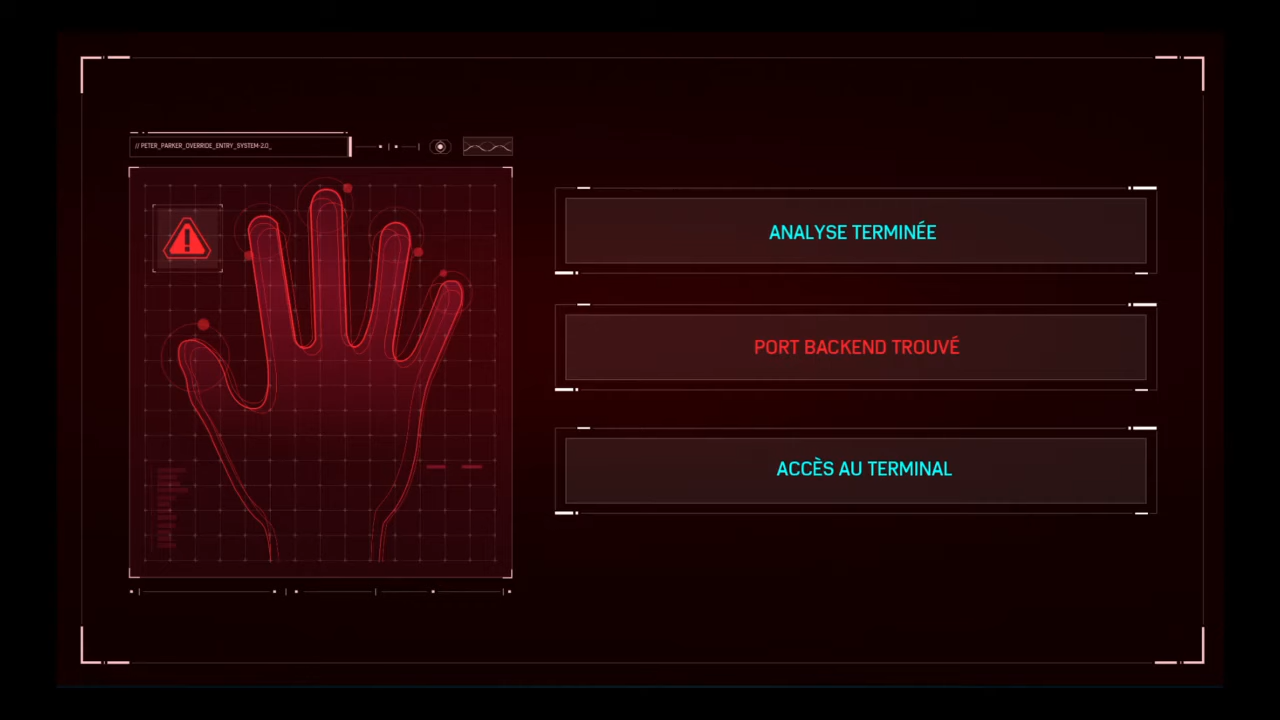 // PETER_PARKER_OVERRIDE_ENTRY_SYSTEM-2.0_
ANALYSE TERMINÉE
PORT BACKEND TROUVÉ
ACCÈS AU TERMINAL